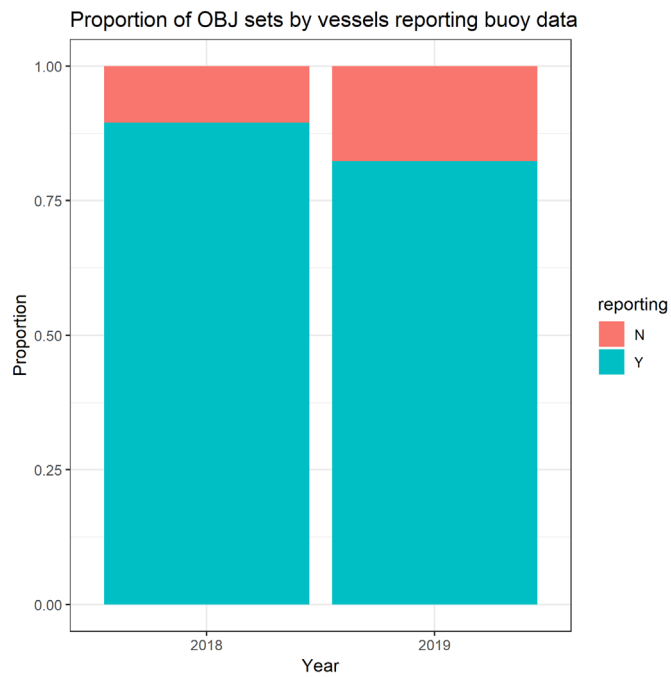 Proportion of OBJ sets by vessels reporting buoy data
1.00
0.75
0.50
0.25
0.00
Proportion
2018
2019
Year
reporting
N
Y